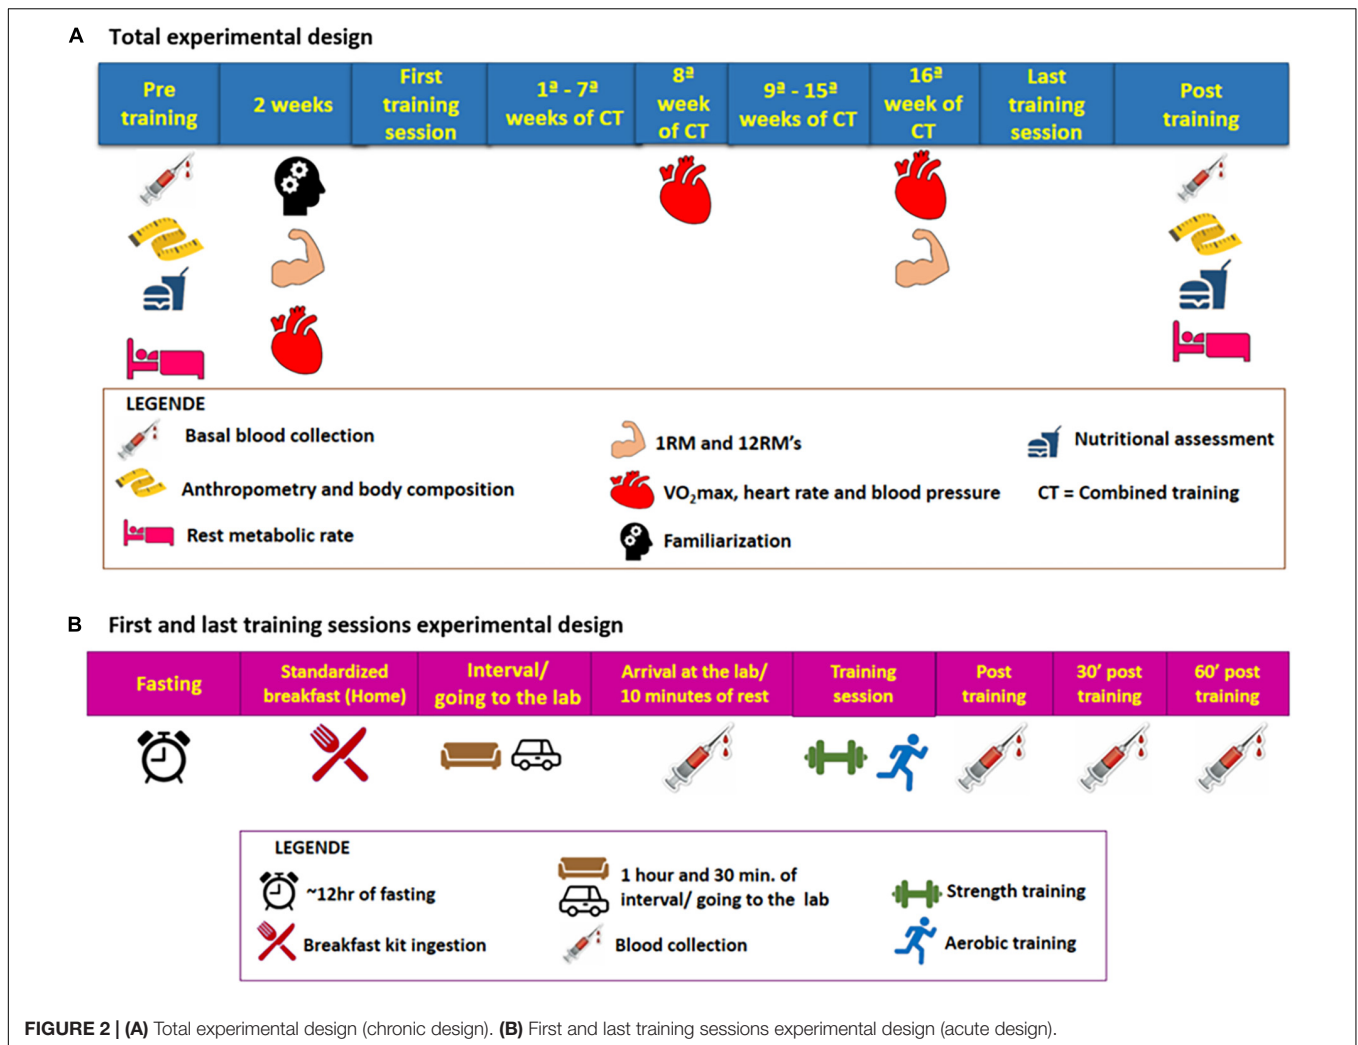 A Total experimental design
Pre
training
2 weeks
First
training
session
1ª - 7ª
weeks of CT
8ª
week
of CT
9ª - 15ª
weeks of CT
16ª
week of
CT
Last
training
session
Post
training
LEGENDE
Basal blood collection
Anthropometry and body composition
Rest metabolic rate
1RM and 12RM's
VO₂max, heart rate and blood pressure
Familiarization
Nutritional assessment
CT = Combined training
B First and last training sessions experimental design
Fasting
Standardized
breakfast (Home)
Interval/
going to the lab
Arrival at the lab/
10 minutes of rest
Training
session
Post
training
30' post
training
60' post
training
LEGENDE
~12hr of fasting
Breakfast kit ingestion
1 hour and 30 min. of
interval/ going to the lab
Blood collection
Strength training
Aerobic training
FIGURE 2 | (A) Total experimental design (chronic design). (B) First and last training sessions experimental design (acute design).